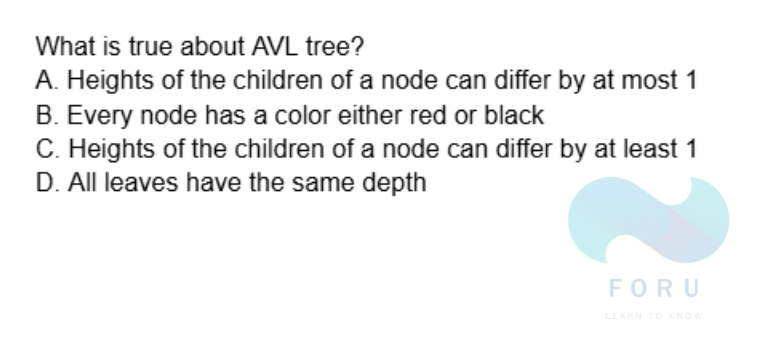 What is true about AVL tree?
A. Heights of the children of a node can differ by at most 1
B. Every node has a color either red or black
C. Heights of the children of a node can differ by at least 1
D. All leaves have the same depth
FORU
LEARN TO KNOW